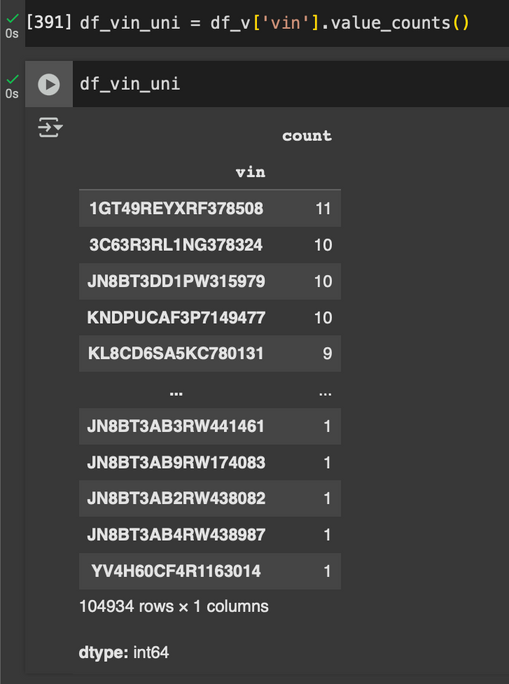 [391] df_vin_uni = df_v['vin'].value_counts()
0s
df_vin_uni
0s
count
vin
1GT49REYXRF378508 11
3C63R3RL1NG378324 10
JN8BT3DD1PW315979 10
KNDPUCAF3P7149477 10
KL8CD6SA5KC780131 9
... ...
JN8BT3AB3RW441461 1
JN8BT3AB9RW174083 1
JN8BT3AB2RW438082 1
JN8BT3AB4RW438987 1
YV4H60CF4R1163014 1
104934 rows × 1 columns
dtype: int64